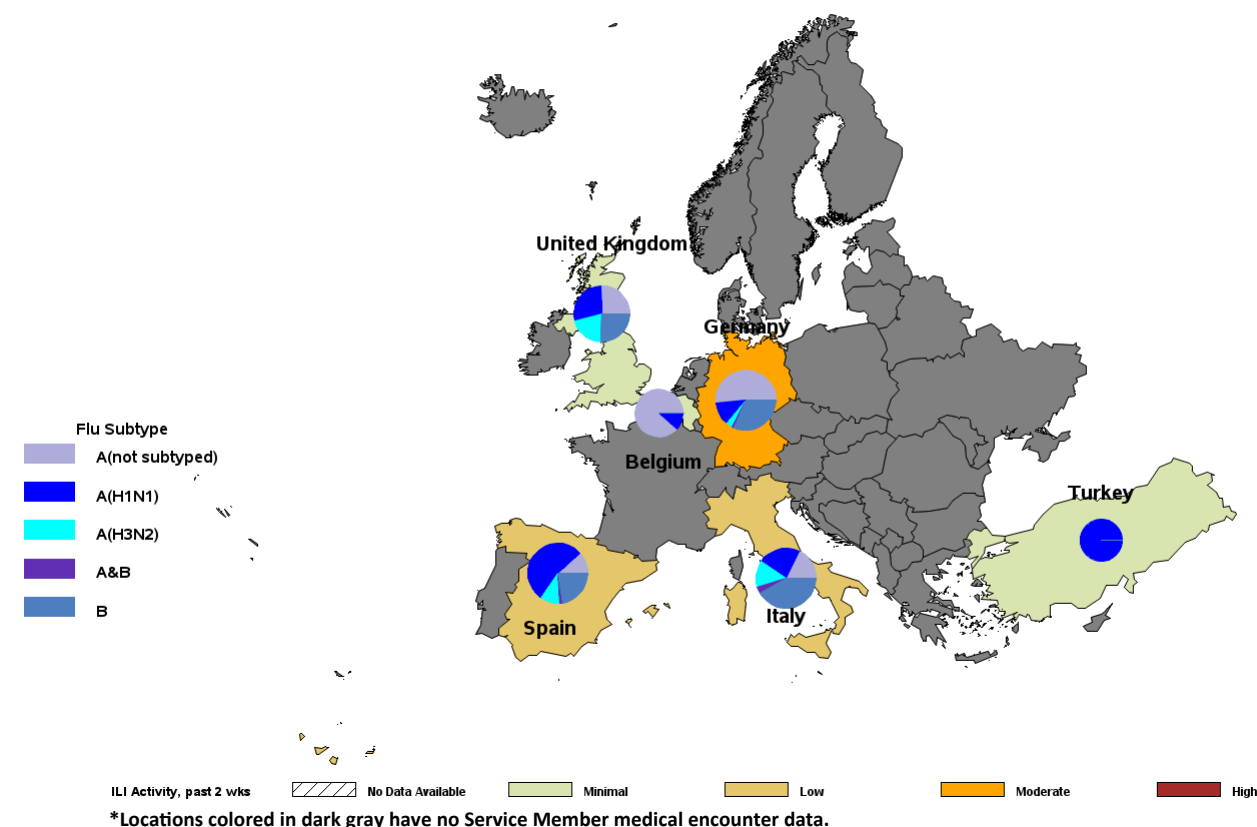 United Kingdom
Germany
Belgium
Turkey
Spain
Italy
Flu Subtype
A(not subtyped)
A(H1N1)
A(H3N2)
A&B
B
ILI Activity, past 2 wks No Data Available Minimal Low Moderate High
*Locations colored in dark gray have no Service Member medical encounter data.